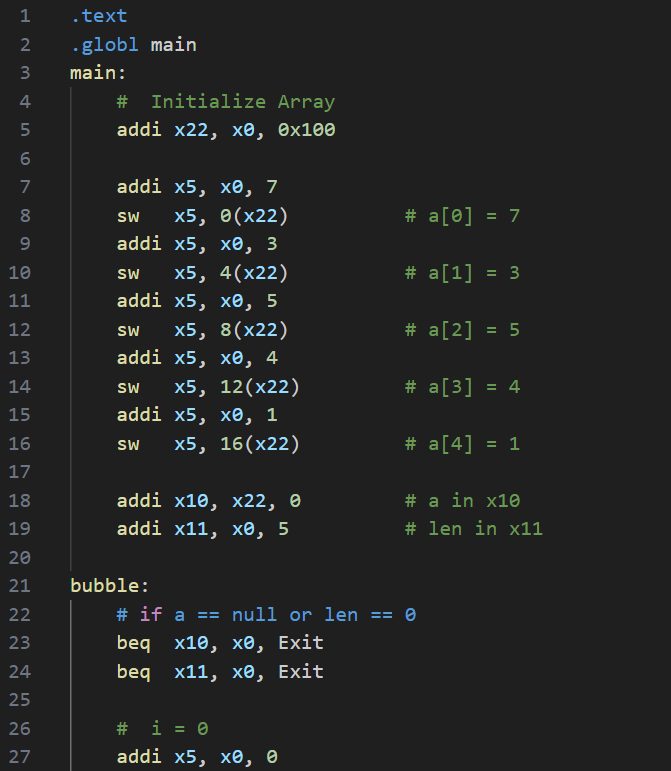 1 .text
2 .globl main
3 main:
4 # Initialize Array
5 addi x22, x0, 0x100
6
7 addi x5, x0, 7
8 sw x5, 0(x22) # a[0] = 7
9 addi x5, x0, 3
10 sw x5, 4(x22) # a[1] = 3
11 addi x5, x0, 5
12 sw x5, 8(x22) # a[2] = 5
13 addi x5, x0, 4
14 sw x5, 12(x22) # a[3] = 4
15 addi x5, x0, 1
16 sw x5, 16(x22) # a[4] = 1
17
18 addi x10, x22, 0 # a in x10
19 addi x11, x0, 5 # len in x11
20
21 bubble:
22 # if a == null or len == 0
23 beq x10, x0, Exit
24 beq x11, x0, Exit
25
26 # i = 0
27 addi x5, x0, 0